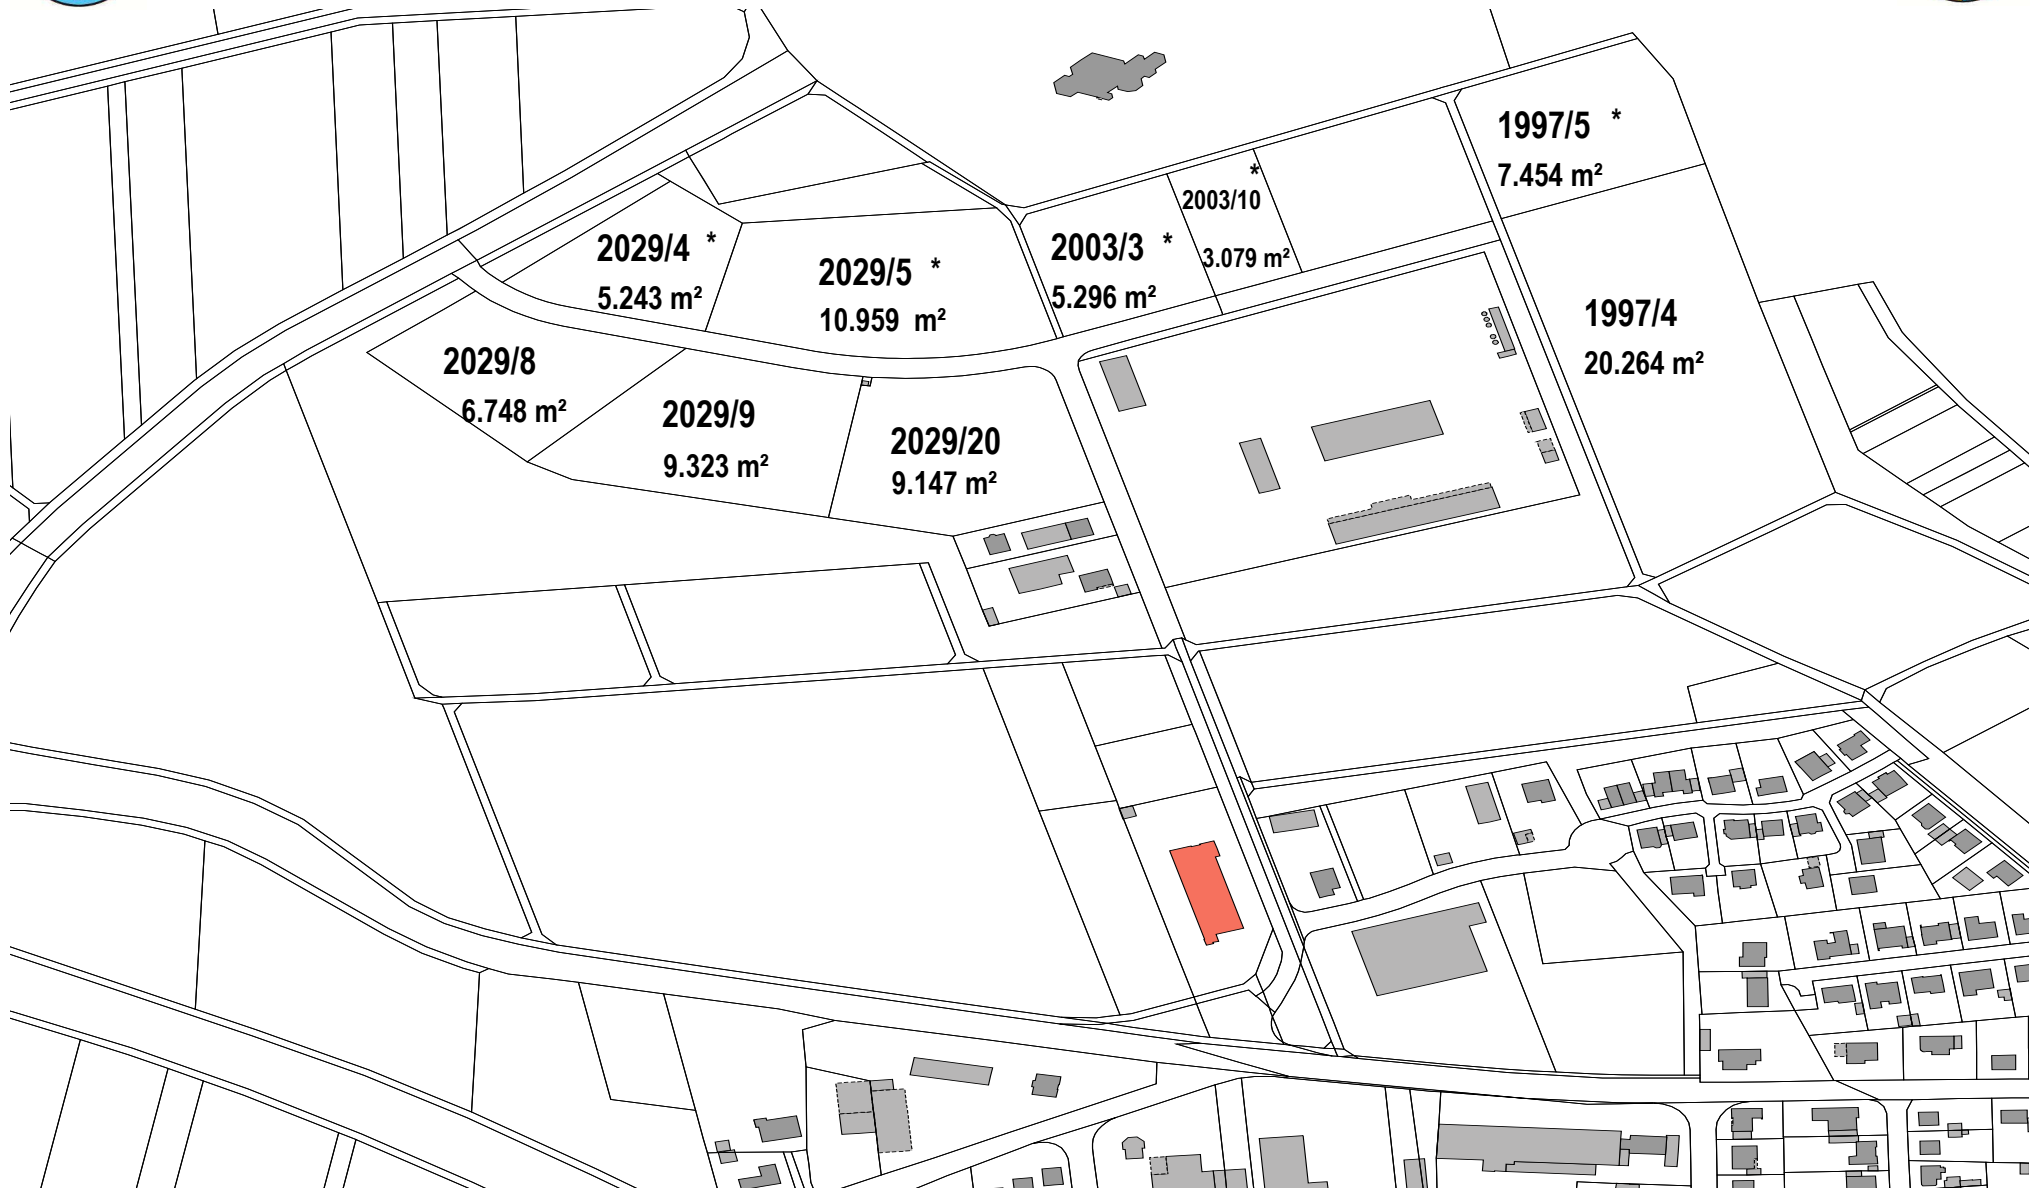 1997/5 *
7.454 m²
*
2003/10
3.079 m²
2003/3 *
5.296 m²
2029/4 *
5.243 m²
2029/5 *
10.959 m²
1997/4
20.264 m²
2029/8
6.748 m²
2029/9
9.323 m²
2029/20
9.147 m²